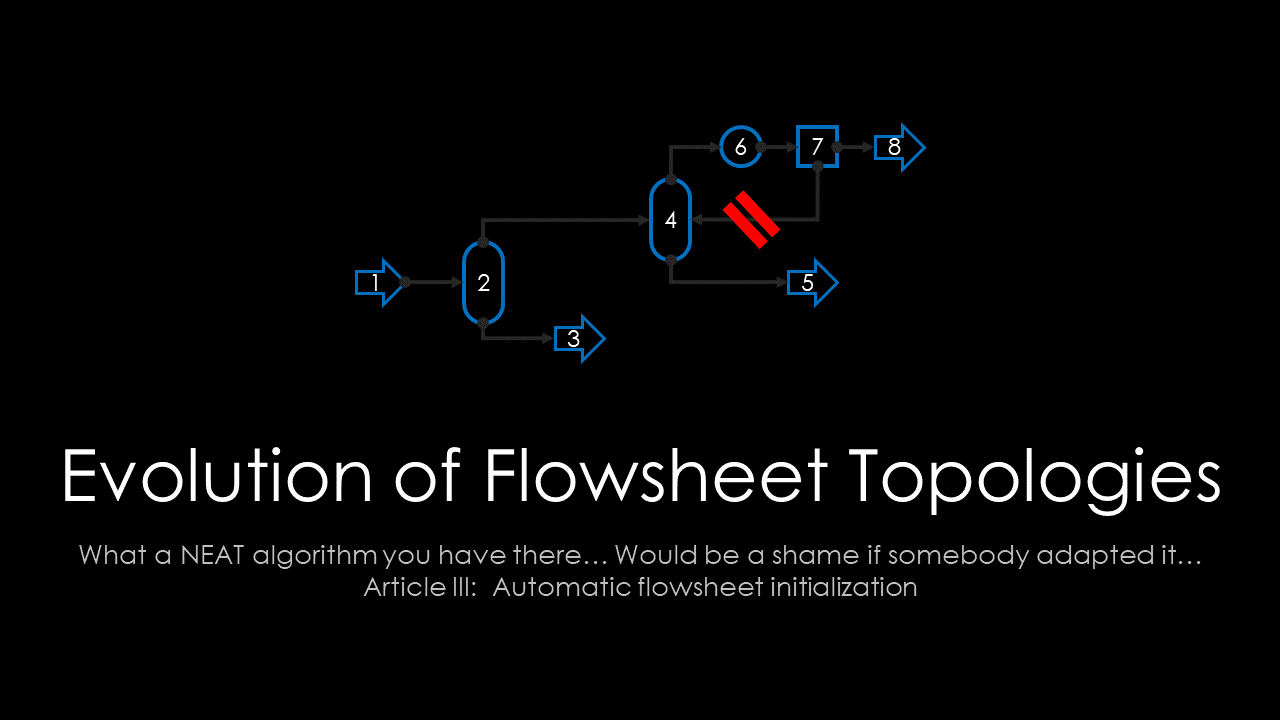 6 7 8
4
1 2 5
3
Evolution of Flowsheet Topologies
What a NEAT algorithm you have there... Would be a shame if somebody adapted it...
Article III: Automatic flowsheet initialization